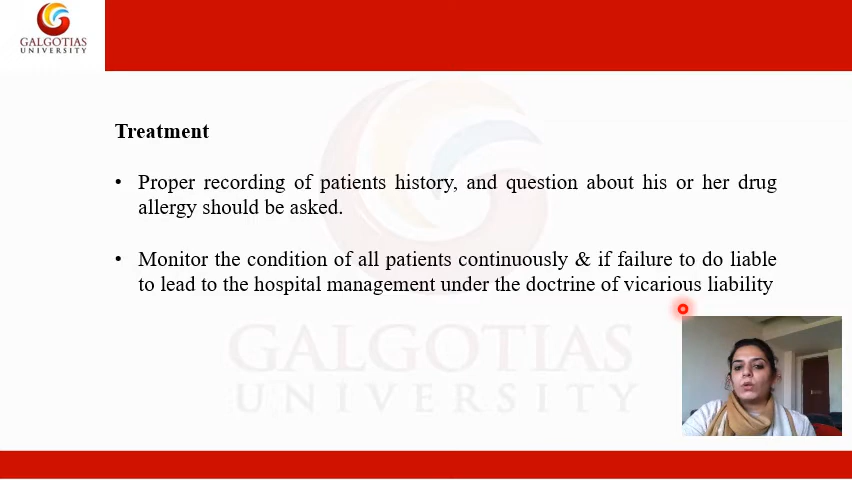 GALGOTIAS
UNIVERSITY
Treatment
• Proper recording of patients history, and question about his or her drug
allergy should be asked.
• Monitor the condition of all patients continuously & if failure to do liable
to lead to the hospital management under the doctrine of vicarious liability
GALGOTIAS
UNIVERSITY